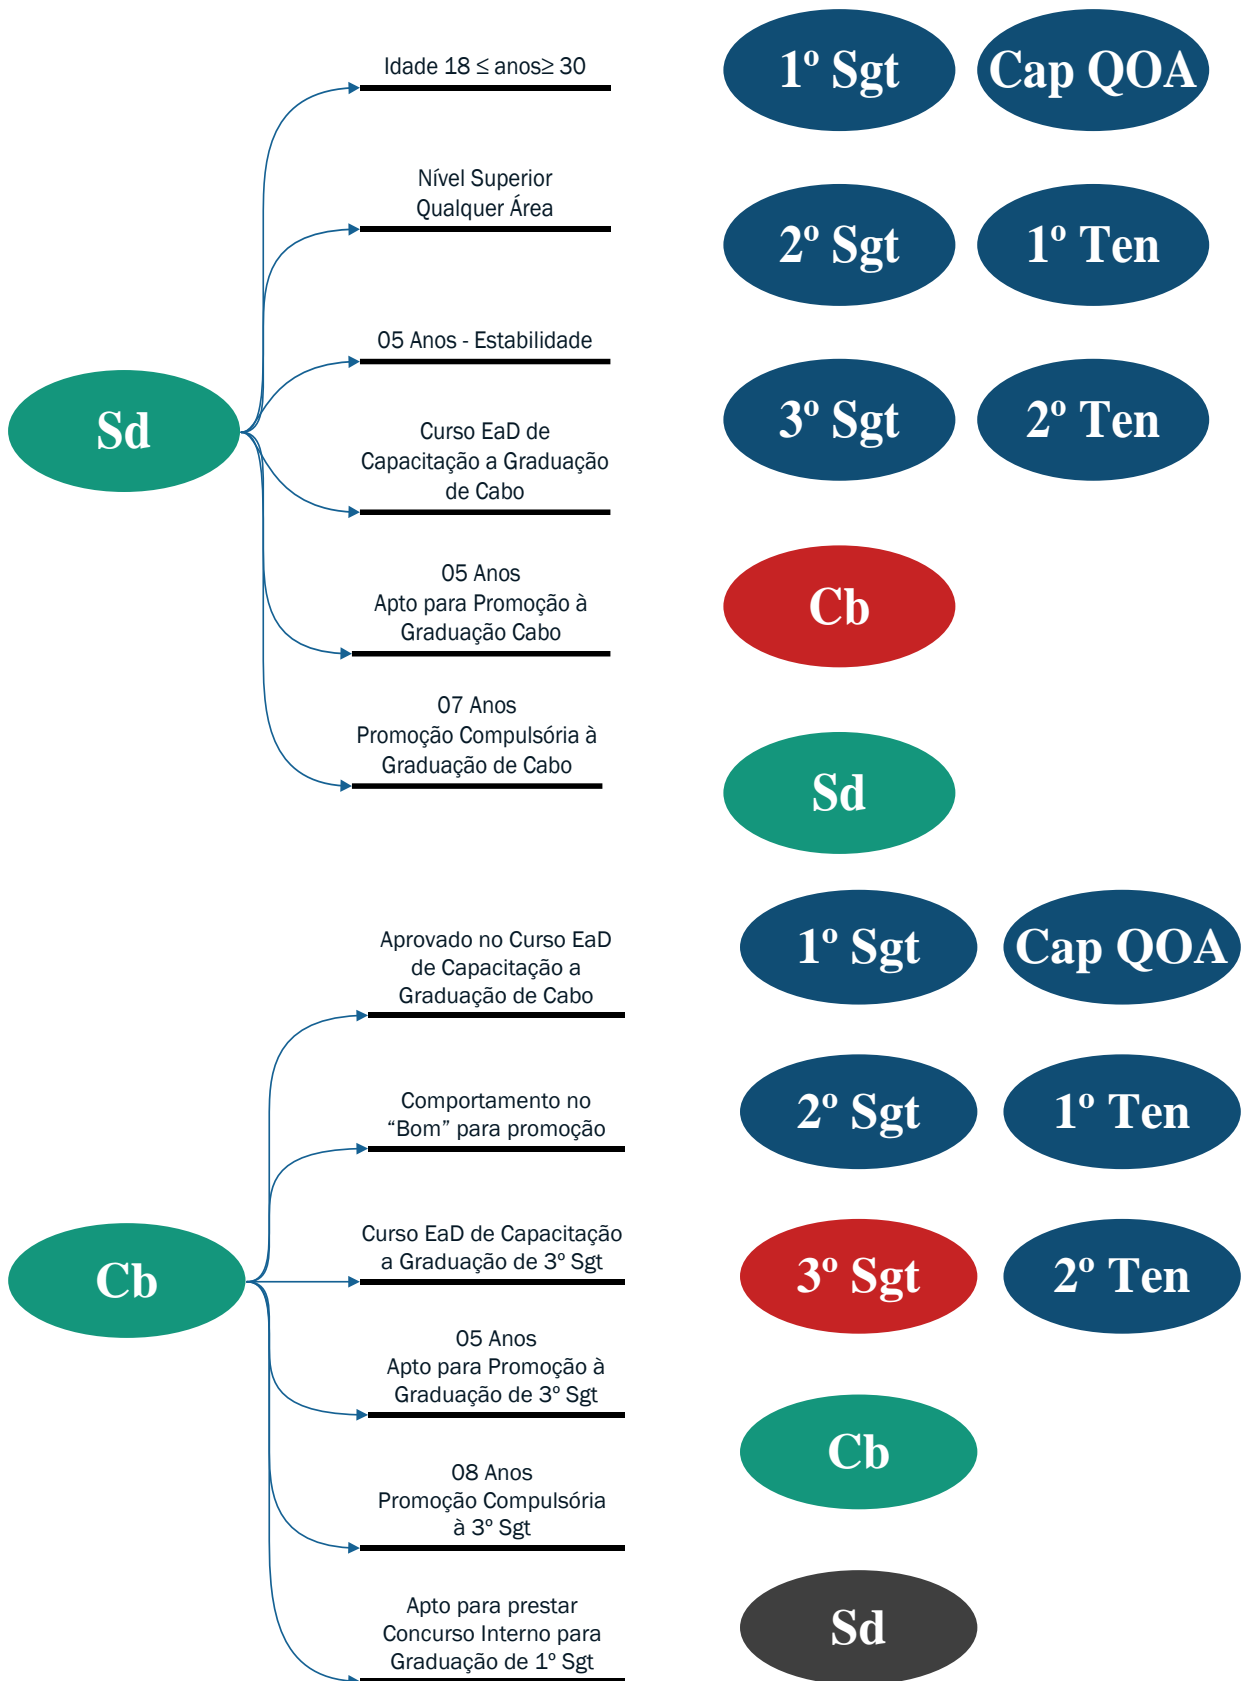 Idade 18 ≤ anos≥ 30
Nível Superior
Qualquer Área
05 Anos - Estabilidade
Sd
Curso EaD de
Capacitação a Graduação
de Cabo
05 Anos
Apto para Promoção à
Graduação Cabo
07 Anos
Promoção Compulsória à
Graduação de Cabo
1º Sgt
Cap QOA
2º Sgt
1º Ten
3º Sgt
2º Ten
Cb
Sd
Aprovado no Curso EaD
de Capacitação a
Graduação de Cabo
Comportamento no
“Bom” para promoção
Curso EaD de Capacitação
a Graduação de 3º Sgt
Cb
05 Anos
Apto para Promoção à
Graduação de 3º Sgt
08 Anos
Promoção Compulsória
à 3º Sgt
Apto para prestar
Concurso Interno para
Graduação de 1º Sgt
1º Sgt
Cap QOA
2º Sgt
1º Ten
3º Sgt
2º Ten
Cb
Sd